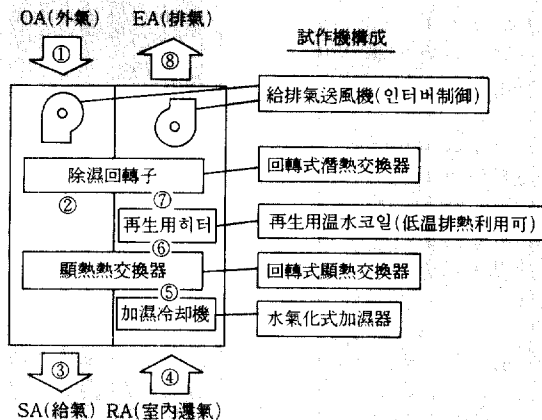 OA(外氣) EA(排氣)
① ⑧
試作機構成
給排氣送風機(인터버制御)
除濕回轉子
回轉式潛熱交換器
② ⑦
再生用히터
再生用溫水코일(低溫排熱利用可)
⑥
顯熱熱交換器
回轉式顯熱交換器
⑤
加濕冷却機
水氣化式加濕器
③ ④
SA(給氣) RA(室內還氣)